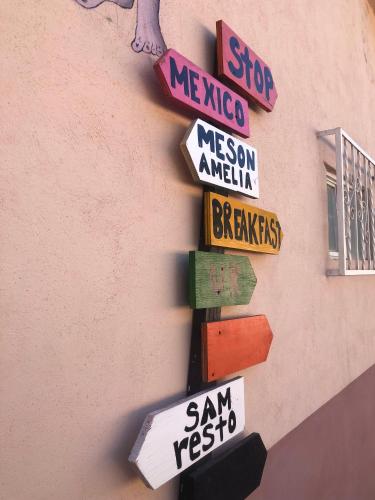 STOP
MEXICO
MESON
AMELIA
BREAKFAST
SAM
resto